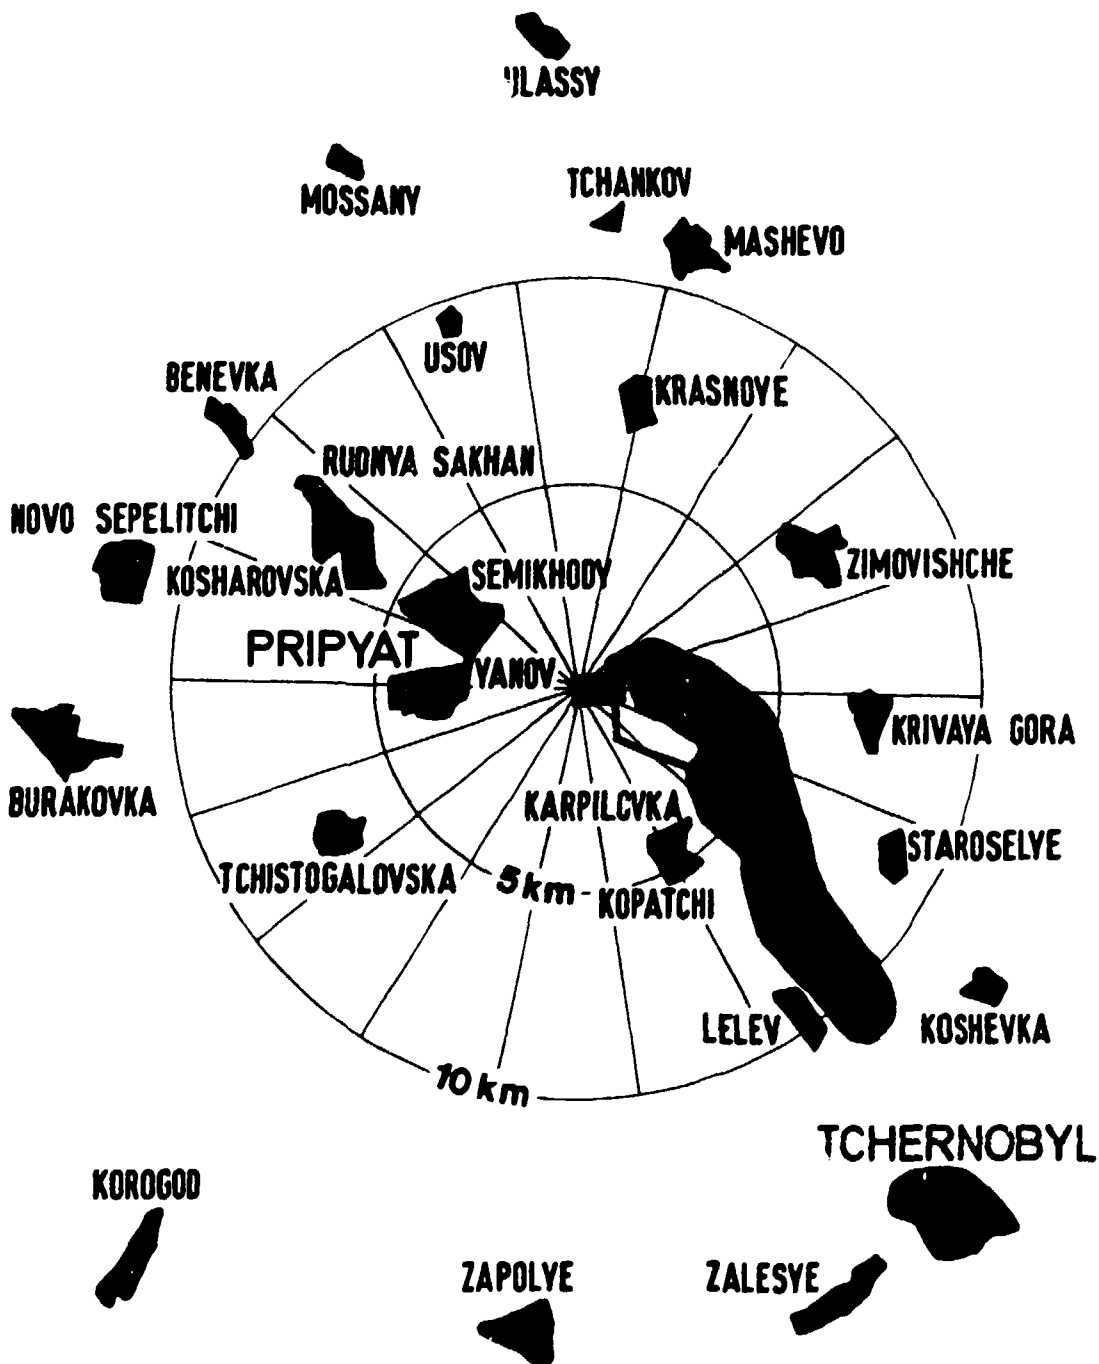 ULASSY
MOSSANY
TCHANKOV
MASHEVO
USOV
BENEVKA
KRASNOYE
RUDNYA SAKHAN
NOVO SEPELITCHI
KOSHAROVSKA
SEMIKHODY
ZIMOVISHCHE
PRIPYAT
YANOV
KRIVAYA GORA
BURAKOVKA
KARPILOVKA
STAROSELYE
TCHISTOGALOVSKA
5km
KOPATCHI
LELEV
KOSHEVKA
10km
TCHERNOBYL
KOROGOD
ZAPOLYE
ZALESYE